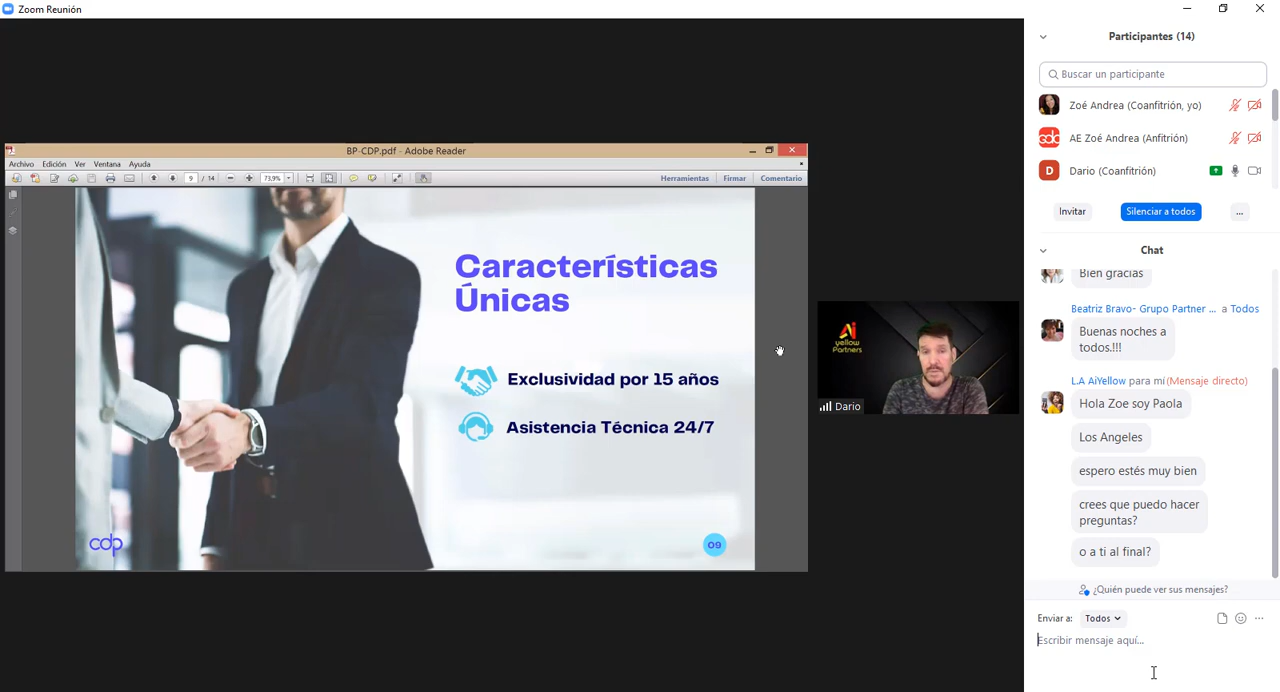 Zoom Reunión
BP-CDP.pdf - Adobe Reader
Archivo Edición Ver Ventana Ayuda
9 / 14 73,9% Herramientas Firmar Comentario
Características
Únicas
Exclusividad por 15 años
Asistencia Técnica 24/7
cdp
09
Ai
yellow
Partners
Dario
Participantes (14)
Buscar un participante
Zoé Andrea (Coanfitrión, yo)
cdp
AE Zoé Andrea (Anfitrión)
D
Dario (Coanfitrión)
Invitar Silenciar a todos ...
Chat
Bien gracias
Beatriz Bravo- Grupo Partner ... a Todos
Buenas noches a
todos.!!!
L.A AiYellow para mí (Mensaje directo)
Hola Zoe soy Paola
Los Angeles
espero estés muy bien
crees que puedo hacer
preguntas?
o a ti al final?
¿Quién puede ver sus mensajes?
Enviar a: Todos
Escribir mensaje aquí...